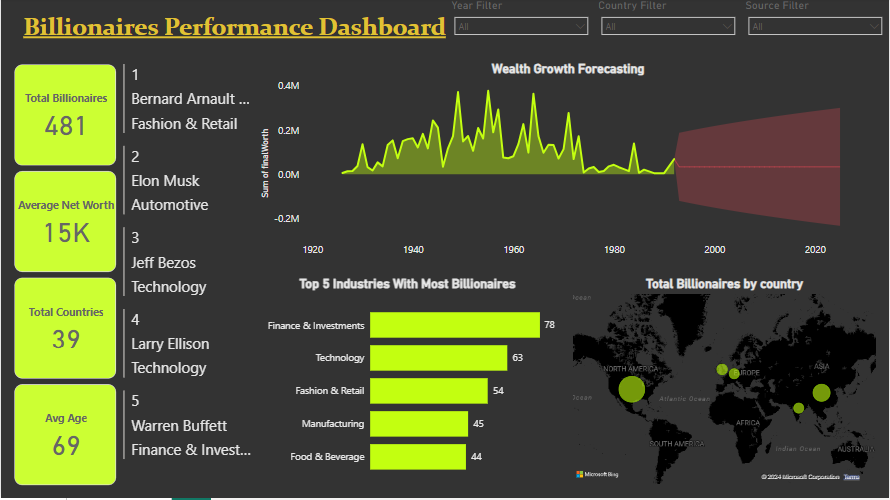 Billionaires Performance Dashboard
Year Filter
All
Country Filter
All
Source Filter
All
Total Billionaires
481
Average Net Worth
15K
Total Countries
39
Avg Age
69
1
Bernard Arnault ...
Fashion & Retail
2
Elon Musk
Automotive
3
Jeff Bezos
Technology
4
Larry Ellison
Technology
5
Warren Buffett
Finance & Invest...
Wealth Growth Forecasting
Sum of finalWorth
0.4M
0.2M
0.0M
-0.2M
1920
1940
1960
1980
2000
2020
Top 5 Industries With Most Billionaires
Finance & Investments
78
Technology
63
Fashion & Retail
54
Manufacturing
45
Food & Beverage
44
Total Billionaires by country
ocean
NORTH AMERICA
EUROPE
ASIA
Ocean
Atlantic Ocean
AFRICA
SOUTH AMERICA
Indian Ocean
AUSTRAL
Microsoft Bing
© 2024 Microsoft Corporation
Terms